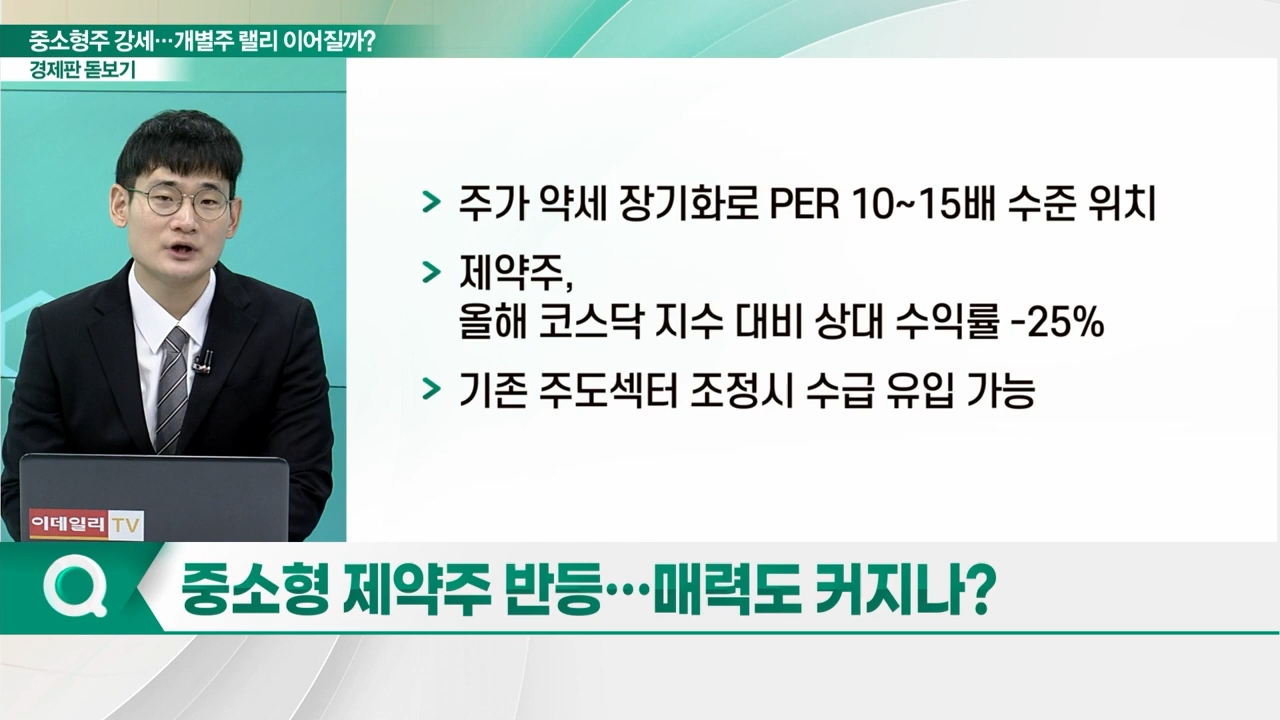 중소형주 강세…개별주 랠리 이어질까?
경제판 돋보기
> 주가 약세 장기화로 PER 10~15배 수준 위치
> 제약주,
올해 코스닥 지수 대비 상대 수익률 -25%
> 기존 주도섹터 조정시 수급 유입 가능
이데일리TV
중소형 제약주 반등…매력도 커지나?